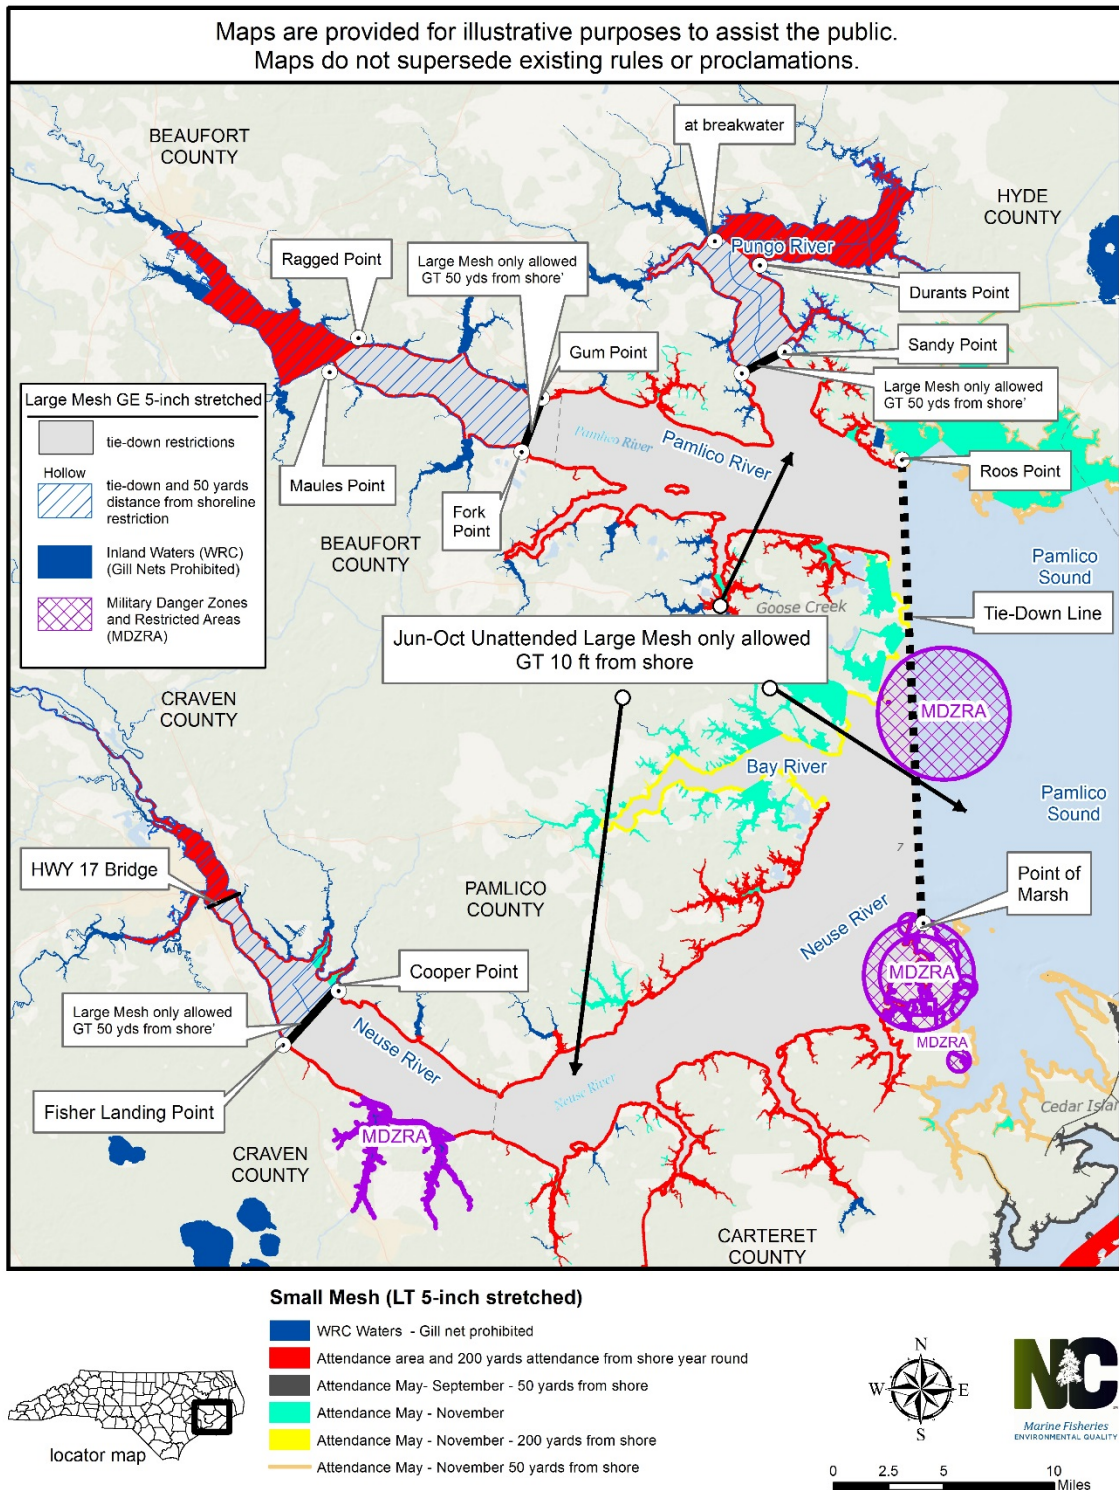 Maps are provided for illustrative purposes to assist the public.
Maps do not supersede existing rules or proclamations.
BEAUFORT
COUNTY
at breakwater
HYDE
COUNTY
Pungo River
Ragged Point
Large Mesh only allowed
GT 50 yds from shore'
Durants Point
Gum Point
Sandy Point
Large Mesh only allowed
GT 50 yds from shore'
Large Mesh GE 5-inch stretched
tie-down restrictions
Hollow
tie-down and 50 yards
distance from shoreline
restriction
Inland Waters (WRC)
(Gill Nets Prohibited)
Military Danger Zones
and Restricted Areas
(MDZRA)
Pamlico River
Pamlico River
Roos Point
Maules Point
Fork
Point
BEAUFORT
COUNTY
Pamlico
Sound
Goose Creek
Tie-Down Line
Jun-Oct Unattended Large Mesh only allowed
GT 10 ft from shore
CRAVEN
COUNTY
MDZRA
Bay River
Pamlico
Sound
7
HWY 17 Bridge
PAMLICO
COUNTY
Point of
Marsh
Neuse River
Cooper Point
MDZRA
Large Mesh only allowed
GT 50 yds from shore'
Neuse River
MDZRA
Neuse River
Fisher Landing Point
Cedar Islan
MDZRA
CRAVEN
COUNTY
CARTERET
COUNTY
Small Mesh (LT 5-inch stretched)
WRC Waters - Gill net prohibited
Attendance area and 200 yards attendance from shore year round
Attendance May- September - 50 yards from shore
Attendance May - November
Attendance May - November - 200 yards from shore
Attendance May - November 50 yards from shore
locator map
N
W
E
S
NC
Marine Fisheries
ENVIRONMENTAL QUALITY
0 2.5 5 10
Miles